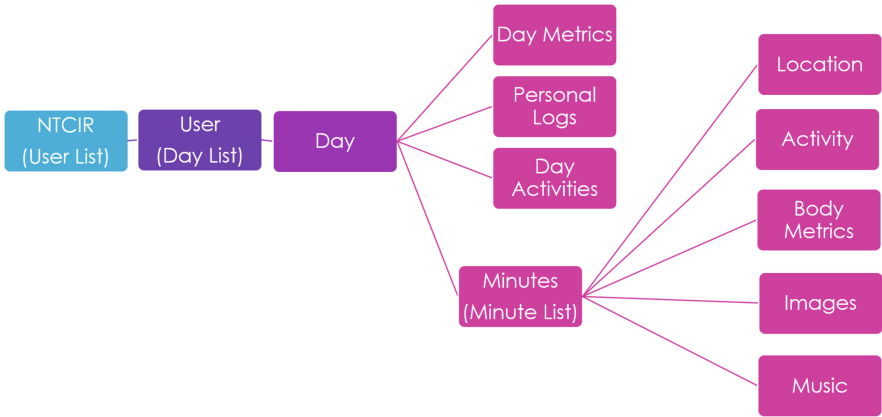 NTCIR
(User List)
User
(Day List)
Day
Day Metrics
Personal
Logs
Day
Activities
Minutes
(Minute List)
Location
Activity
Body
Metrics
Images
Music